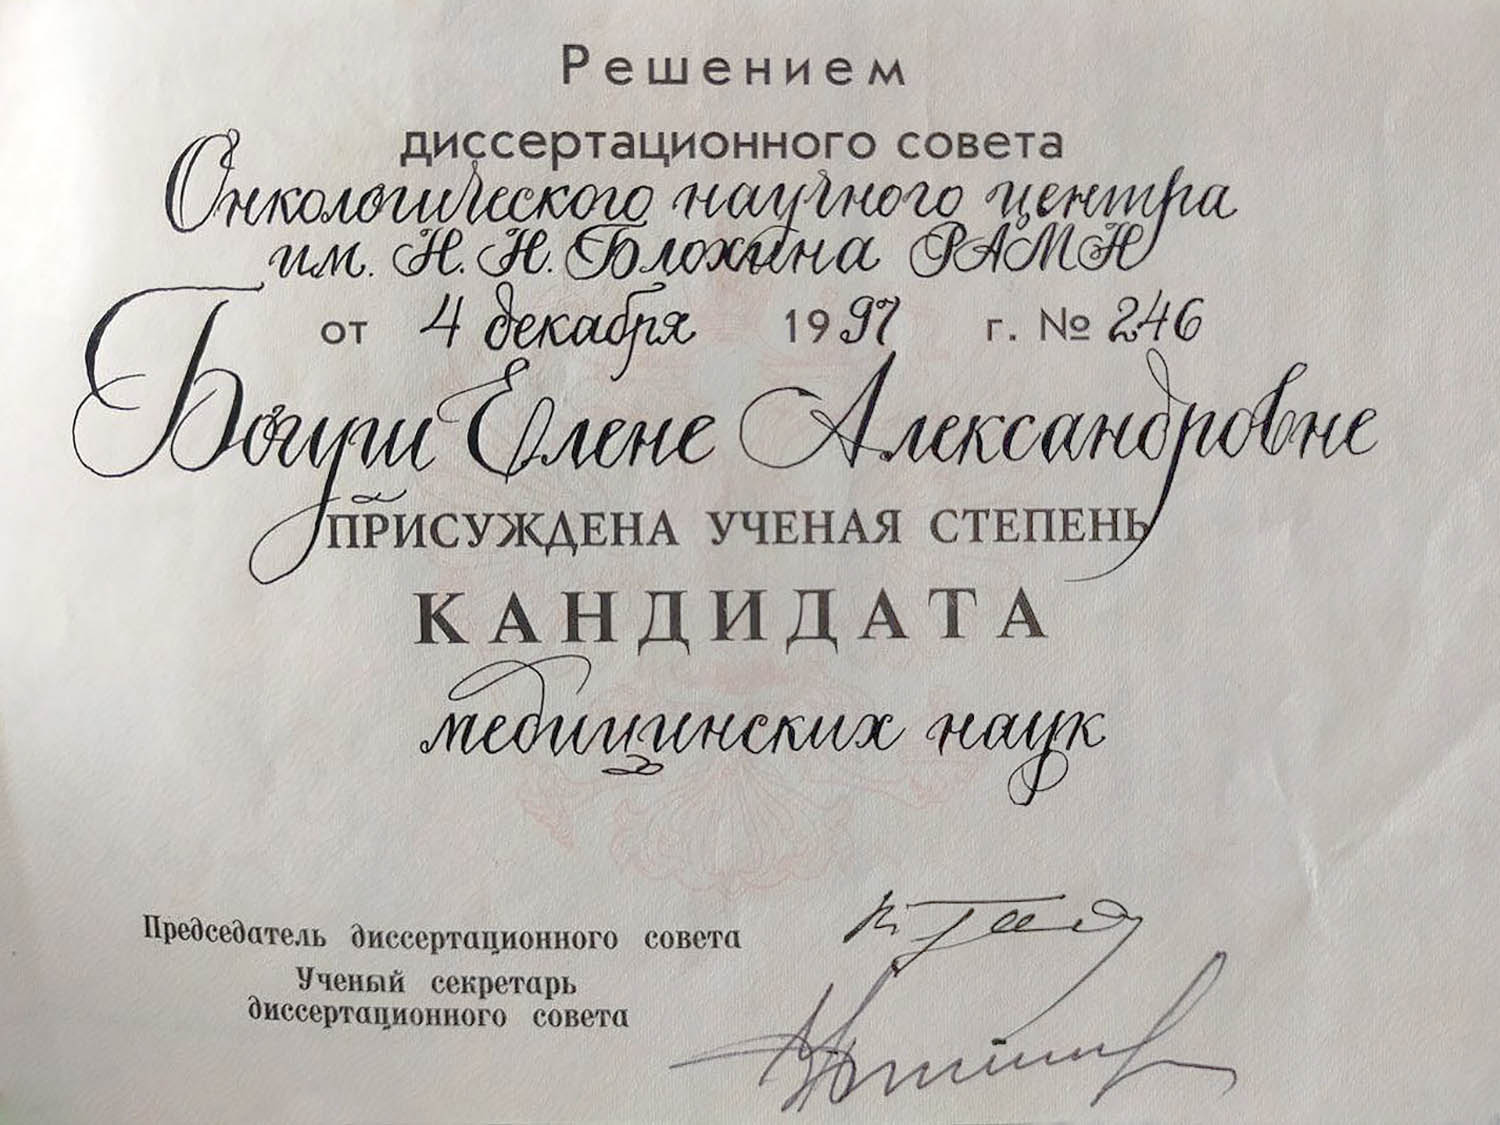 Решением
диссертационного совета
Онкологического научного центра
им. Н. Н. Блохина РАМН
от 4 декабря 1997 г. № 246
Богуш Елене Александровне
ПРИСУЖДЕНА УЧЕНАЯ СТЕПЕНЬ
КАНДИДАТА
медицинских наук
Председатель диссертационного совета
Ученый секретарь
диссертационного совета